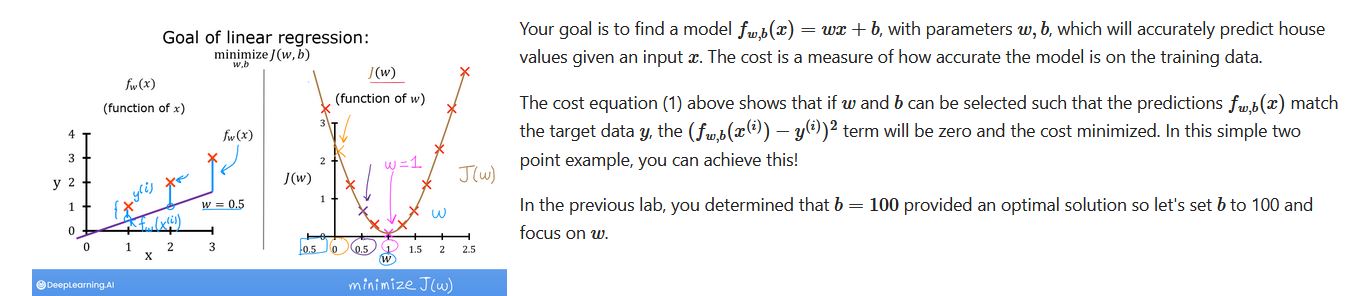 Goal of linear regression:
minimize J(w, b)
w,b
f_w(x)
(function of x)
f_w(x)
4
3
y 2
1
0
y^(i)
f_w(x^(i))
w = 0.5
0 1 2 3
x
J(w)
(function of w)
3
2
1
0
J(w)
w=1
J(w)
w
-0.5 0 0.5 1 1.5 2 2.5
w
DeepLearning.AI
minimize J(w)
Your goal is to find a model f_w,b(x) = wx + b, with parameters w, b, which will accurately predict house
values given an input x. The cost is a measure of how accurate the model is on the training data.
The cost equation (1) above shows that if w and b can be selected such that the predictions f_w,b(x) match
the target data y, the (f_w,b(x^(i)) − y^(i))² term will be zero and the cost minimized. In this simple two
point example, you can achieve this!
In the previous lab, you determined that b = 100 provided an optimal solution so let's set b to 100 and
focus on w.